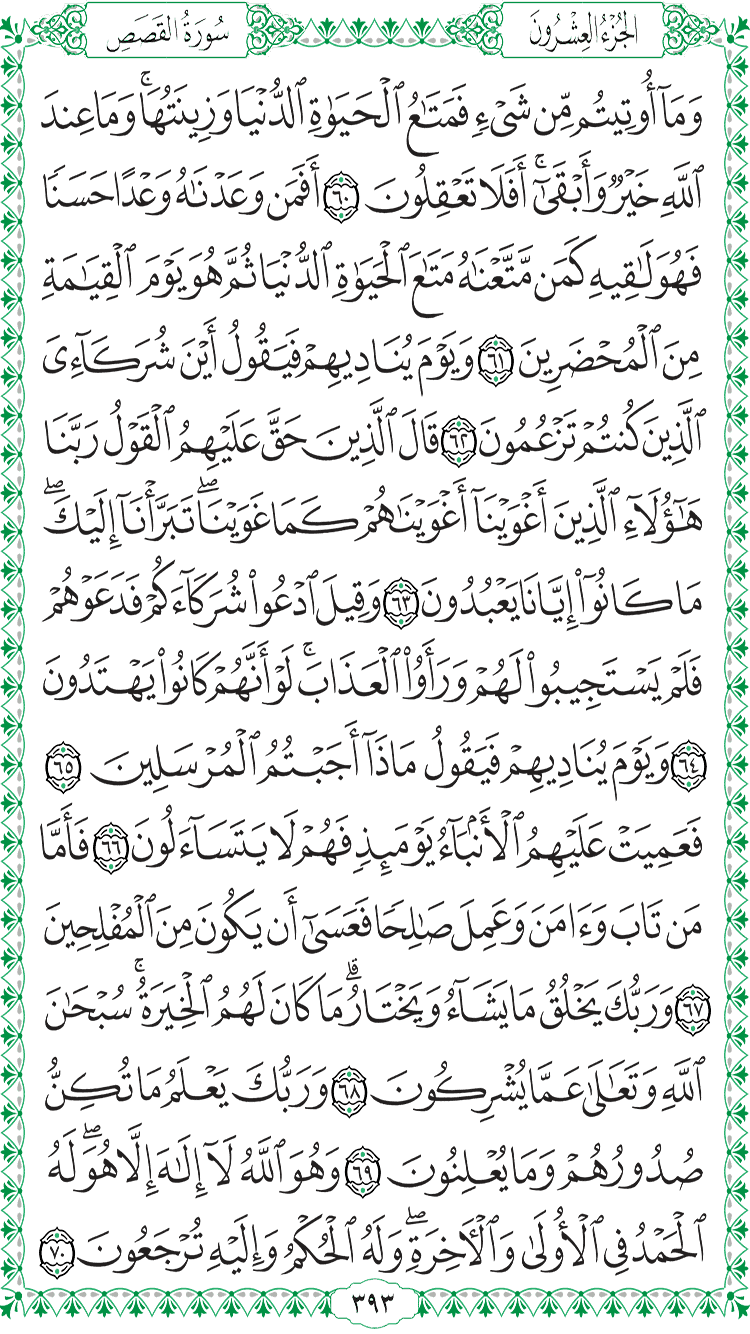 الجُزْءُ العِشْرُونَ
سُورَةُ القَصَصِ
وَمَآ أُوتِيتُم مِّن شَىْءٍ فَمَتَٰعُ ٱلْحَيَوٰةِ ٱلدُّنْيَا وَزِينَتُهَا ۚ وَمَا عِندَ
ٱللَّهِ خَيْرٌ وَأَبْقَىٰٓ ۚ أَفَلَا تَعْقِلُونَ ٦٠ أَفَمَن وَعَدْنَٰهُ وَعْدًا حَسَنًا
فَهُوَ لَٰقِيهِ كَمَن مَّتَّعْنَٰهُ مَتَٰعَ ٱلْحَيَوٰةِ ٱلدُّنْيَا ثُمَّ هُوَ يَوْمَ ٱلْقِيَٰمَةِ
مِنَ ٱلْمُحْضَرِينَ ٦١ وَيَوْمَ يُنَادِيهِمْ فَيَقُولُ أَيْنَ شُرَكَآءِىَ
ٱلَّذِينَ كُنتُمْ تَزْعُمُونَ ٦٢ قَالَ ٱلَّذِينَ حَقَّ عَلَيْهِمُ ٱلْقَوْلُ رَبَّنَا
هَٰٓؤُلَآءِ ٱلَّذِينَ أَغْوَيْنَآ أَغْوَيْنَٰهُمْ كَمَا غَوَيْنَا ۖ تَبَرَّأْنَآ إِلَيْكَ ۖ
مَا كَانُوٓا۟ إِيَّانَا يَعْبُدُونَ ٦٣ وَقِيلَ ٱدْعُوا۟ شُرَكَآءَكُمْ فَدَعَوْهُمْ
فَلَمْ يَسْتَجِيبُوا۟ لَهُمْ وَرَأَوُا۟ ٱلْعَذَابَ ۚ لَوْ أَنَّهُمْ كَانُوا۟ يَهْتَدُونَ
٦٤ وَيَوْمَ يُنَادِيهِمْ فَيَقُولُ مَاذَآ أَجَبْتُمُ ٱلْمُرْسَلِينَ ٦٥
فَعَمِيَتْ عَلَيْهِمُ ٱلْأَنۢبَآءُ يَوْمَئِذٍ فَهُمْ لَا يَتَسَآءَلُونَ ٦٦ فَأَمَّا
مَن تَابَ وَءَامَنَ وَعَمِلَ صَٰلِحًا فَعَسَىٰٓ أَن يَكُونَ مِنَ ٱلْمُفْلِحِينَ
٦٧ وَرَبُّكَ يَخْلُقُ مَا يَشَآءُ وَيَخْتَارُ ۗ مَا كَانَ لَهُمُ ٱلْخِيَرَةُ ۚ سُبْحَٰنَ
ٱللَّهِ وَتَعَٰلَىٰ عَمَّا يُشْرِكُونَ ٦٨ وَرَبُّكَ يَعْلَمُ مَا تُكِنُّ
صُدُورُهُمْ وَمَا يُعْلِنُونَ ٦٩ وَهُوَ ٱللَّهُ لَآ إِلَٰهَ إِلَّا هُوَ ۖ لَهُ
ٱلْحَمْدُ فِى ٱلْأُولَىٰ وَٱلْءَاخِرَةِ ۖ وَلَهُ ٱلْحُكْمُ وَإِلَيْهِ تُرْجَعُونَ ٧٠
٣٩٣